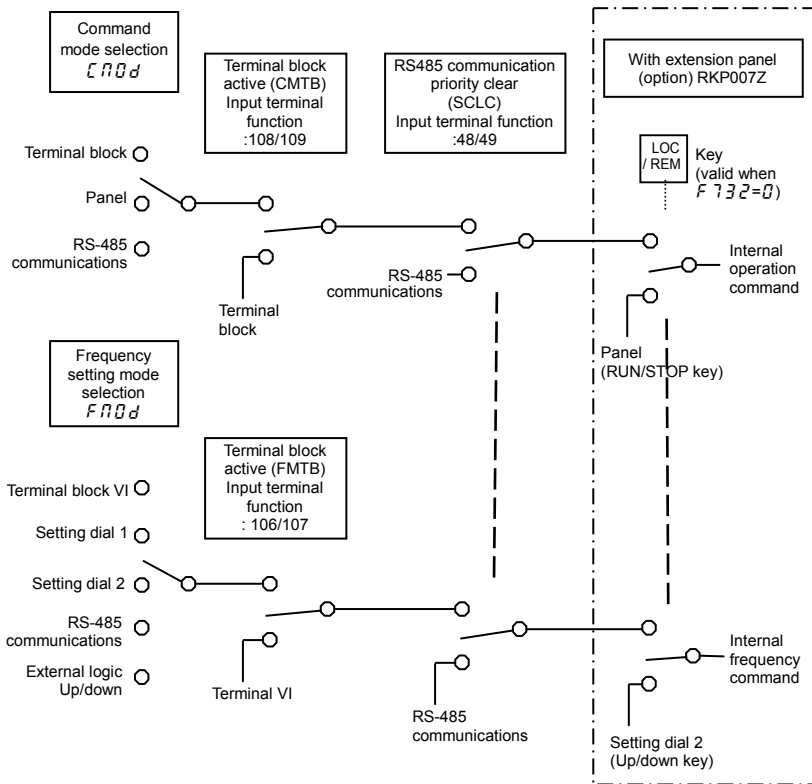 Command
mode selection
CMOd
Terminal block
active (CMTB)
Input terminal
function
:108/109
RS485 communication
priority clear
(SCLC)
Input terminal function
:48/49
With extension panel
(option) RKP007Z
LOC
/ REM
Key
(valid when
F732=0)
Terminal block
Panel
RS-485
communications
Terminal
block
RS-485
communications
Internal
operation
command
Panel
(RUN/STOP key)
Frequency
setting mode
selection
FMOd
Terminal block
active (FMTB)
Input terminal
function
: 106/107
Terminal block VI
Setting dial 1
Setting dial 2
RS-485
communications
External logic
Up/down
Terminal VI
RS-485
communications
Internal
frequency
command
Setting dial 2
(Up/down key)